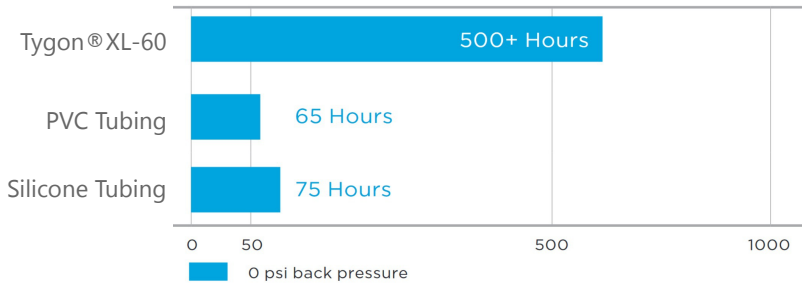 Tygon®XL-60
500+ Hours
PVC Tubing
65 Hours
Silicone Tubing
75 Hours
0 50 500 1000
0 psi back pressure